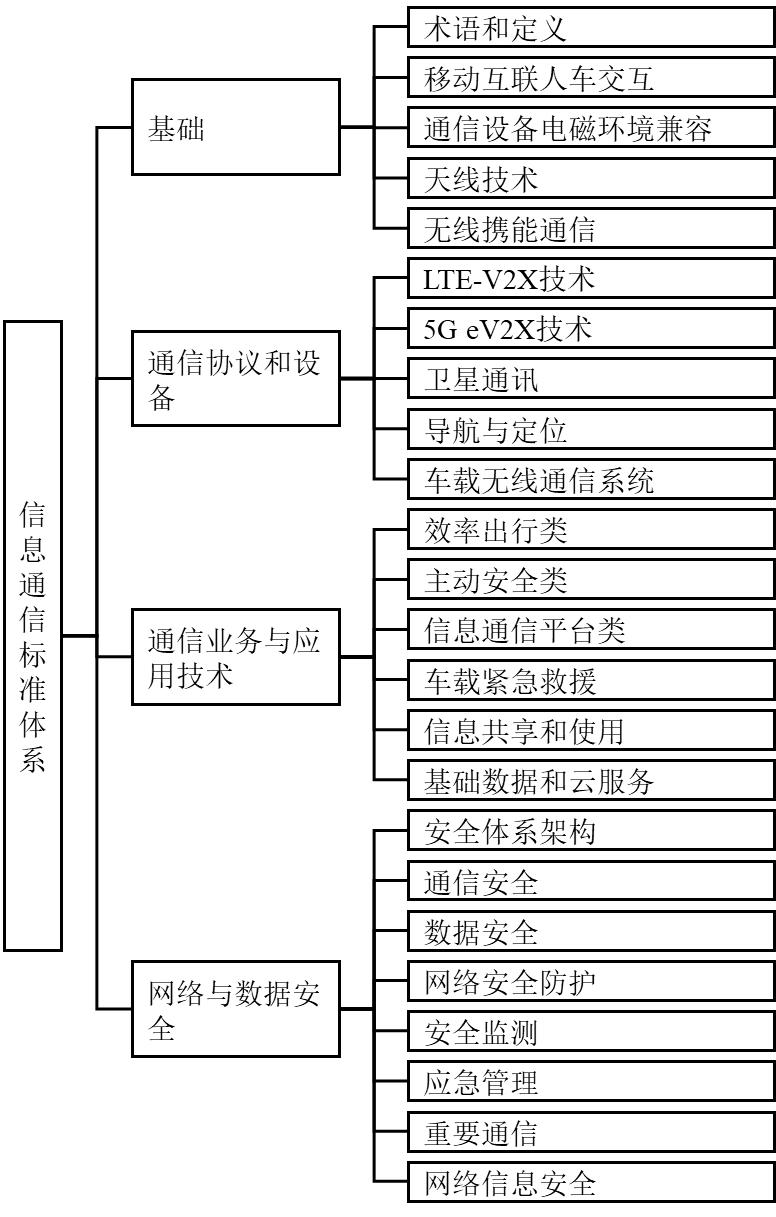 信息通信标准体系
基础
术语和定义
移动互联人车交互
通信设备电磁环境兼容
天线技术
无线携能通信
通信协议和设
备
LTE-V2X技术
5G eV2X技术
卫星通讯
导航与定位
车载无线通信系统
通信业务与应
用技术
效率出行类
主动安全类
信息通信平台类
车载紧急救援
信息共享和使用
基础数据和云服务
网络与数据安
全
安全体系架构
通信安全
数据安全
网络安全防护
安全监测
应急管理
重要通信
网络信息安全